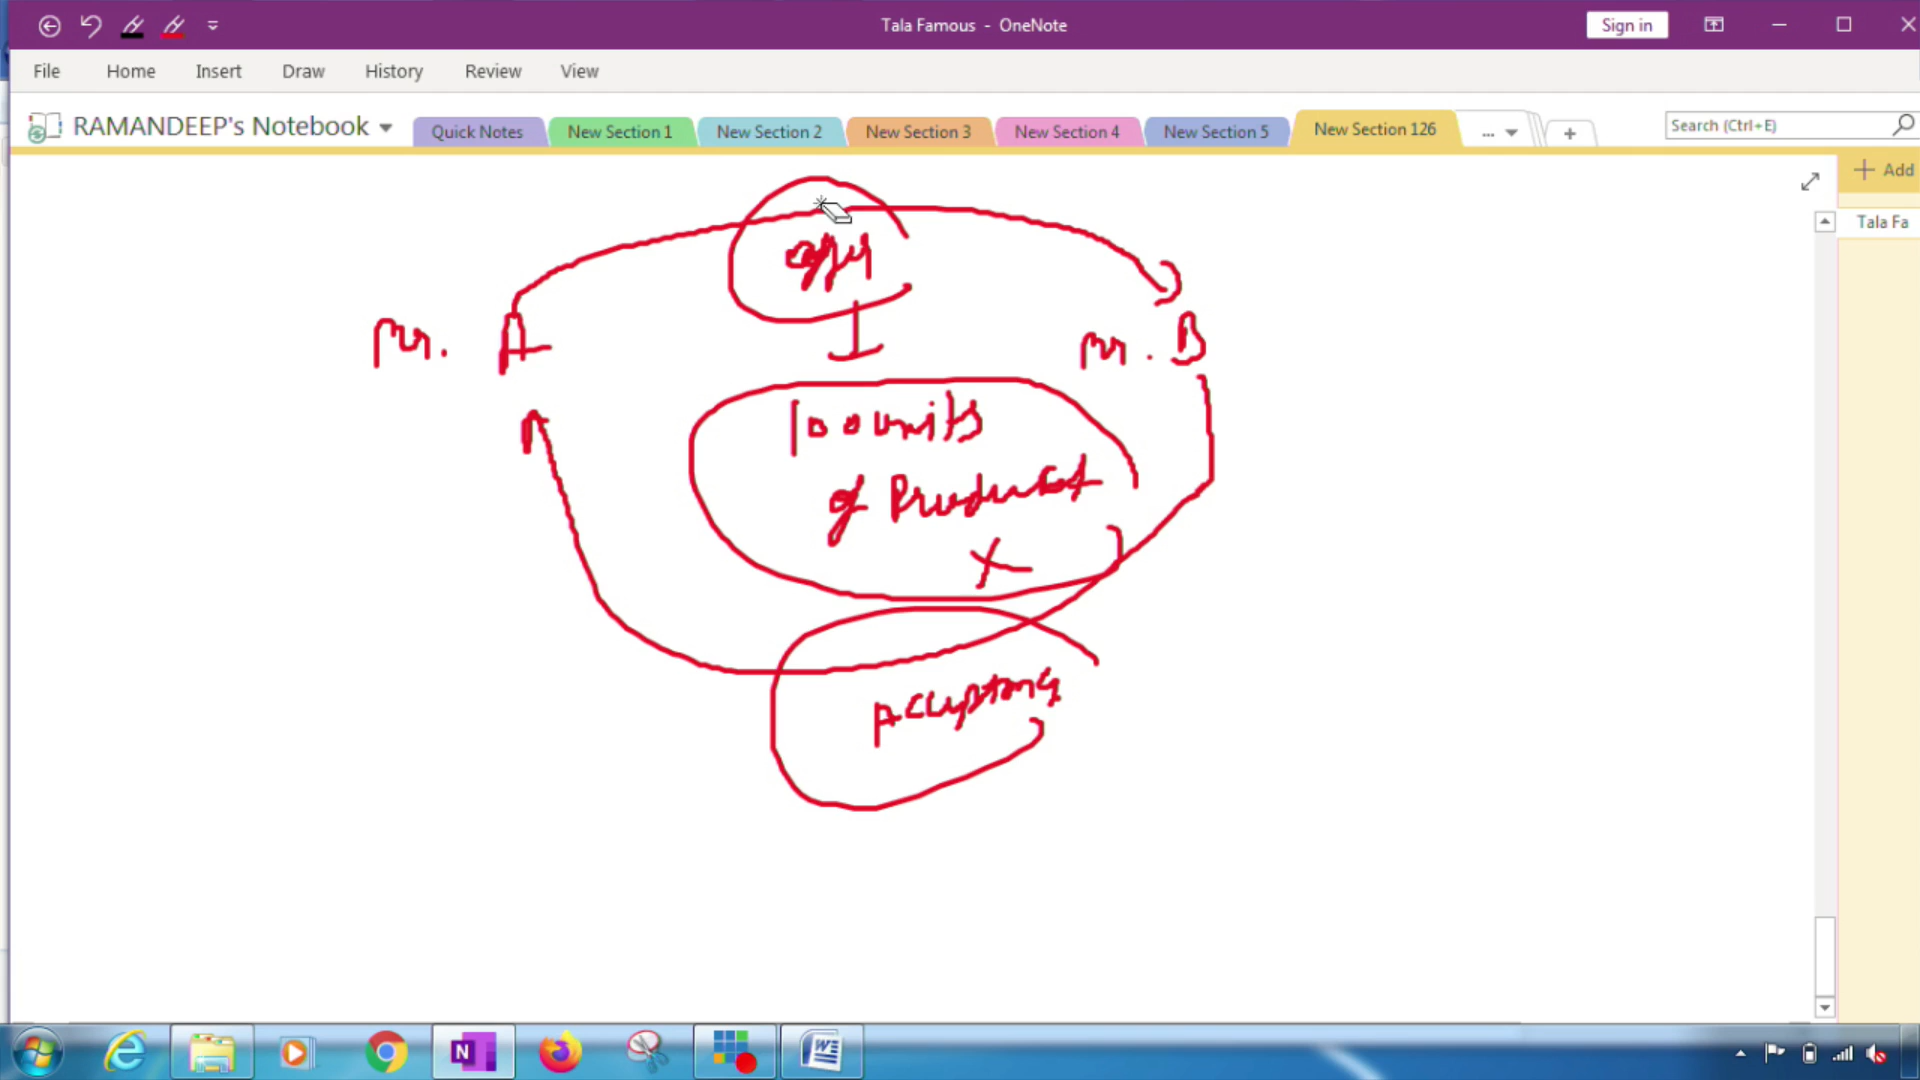 Tala Famous - OneNote
Sign in
File Home Insert Draw History Review View
RAMANDEEP's Notebook
Quick Notes
New Section 1
New Section 2
New Section 3
New Section 4
New Section 5
New Section 126
...
+
Search (Ctrl+E)
+ Add
Tala Fa
offer
Mr. A
Mr. B
100 units
of Product
X
Acceptance